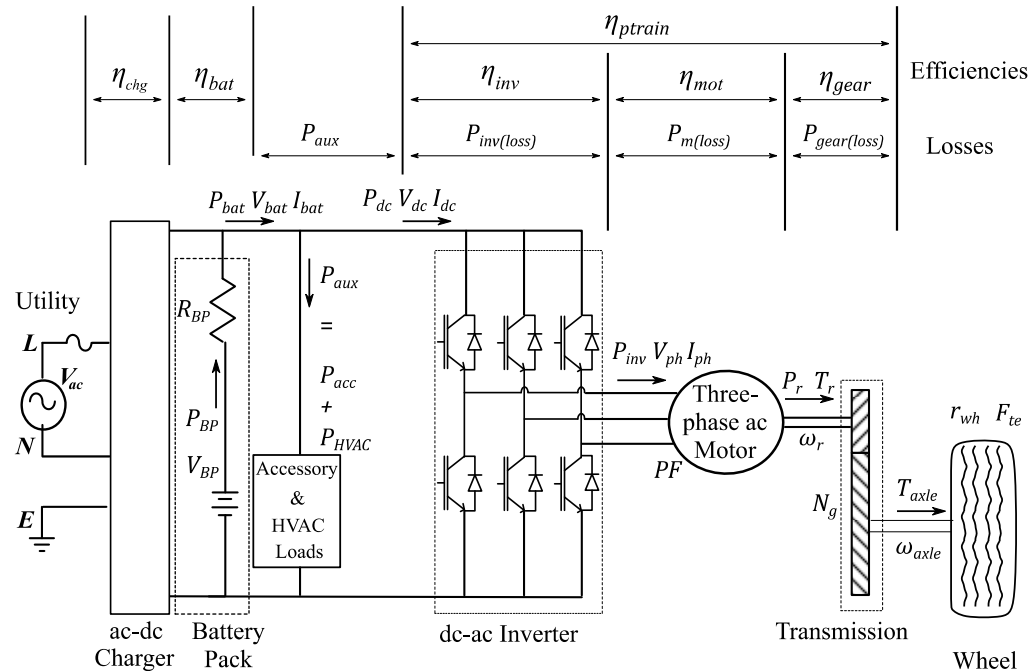 η_ptrain
η_chg η_bat η_inv η_mot η_gear Efficiencies
P_aux P_inv(loss) P_m(loss) P_gear(loss) Losses
P_bat V_bat I_bat P_dc V_dc I_dc
Utility
R_BP
P_aux
=
P_acc
+
P_HVAC
L
V_ac
N
E
P_BP
V_BP
Accessory
&
HVAC
Loads
P_inv V_ph I_ph
Three-
phase ac
Motor
PF
P_r T_r
ω_r
N_g
T_axle
ω_axle
r_wh F_te
ac-dc
Charger
Battery
Pack
dc-ac Inverter
Transmission
Wheel